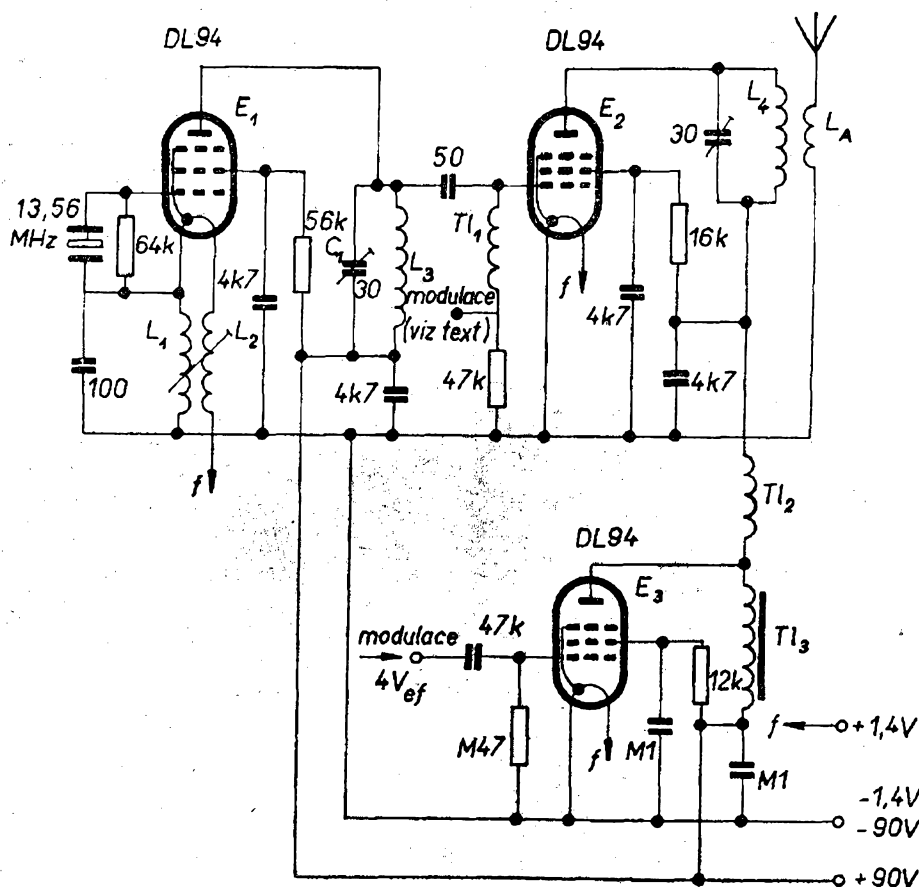 DL94
E1
13,56
MHz
64k
100
L1
L2
f
4k7
56k
C1
30
L3
4k7
50
Tl1
modulace
(viz text)
47k
DL94
E2
f
4k7
16k
4k7
30
L4
LA
Tl2
DL94
E3
modulace
4Vef
47k
M47
f
M1
12k
Tl3
f
+1,4V
M1
-1,4V
-90V
+90V